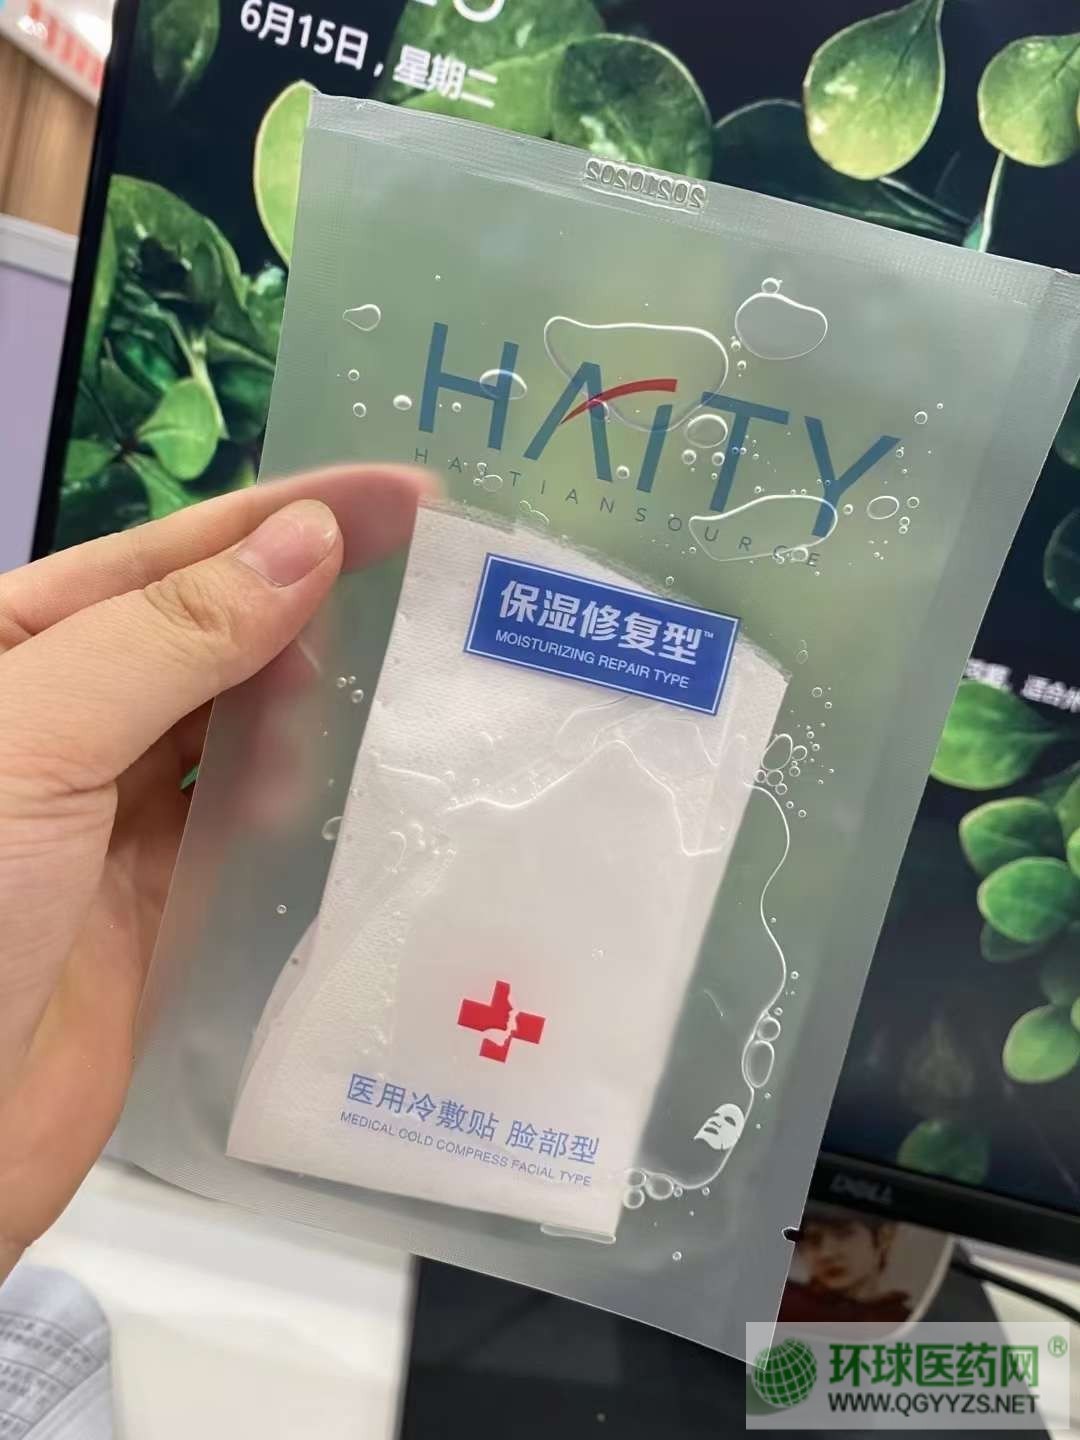 6月15日，星期二
20210202
HAITY
HAITIANSOURCE
保湿修复型™
MOISTURIZING REPAIR TYPE
医用冷敷贴 脸部型
MEDICAL COLD COMPRESS FACIAL TYPE
DELL
环球医药网®
WWW.QGYYZS.NET